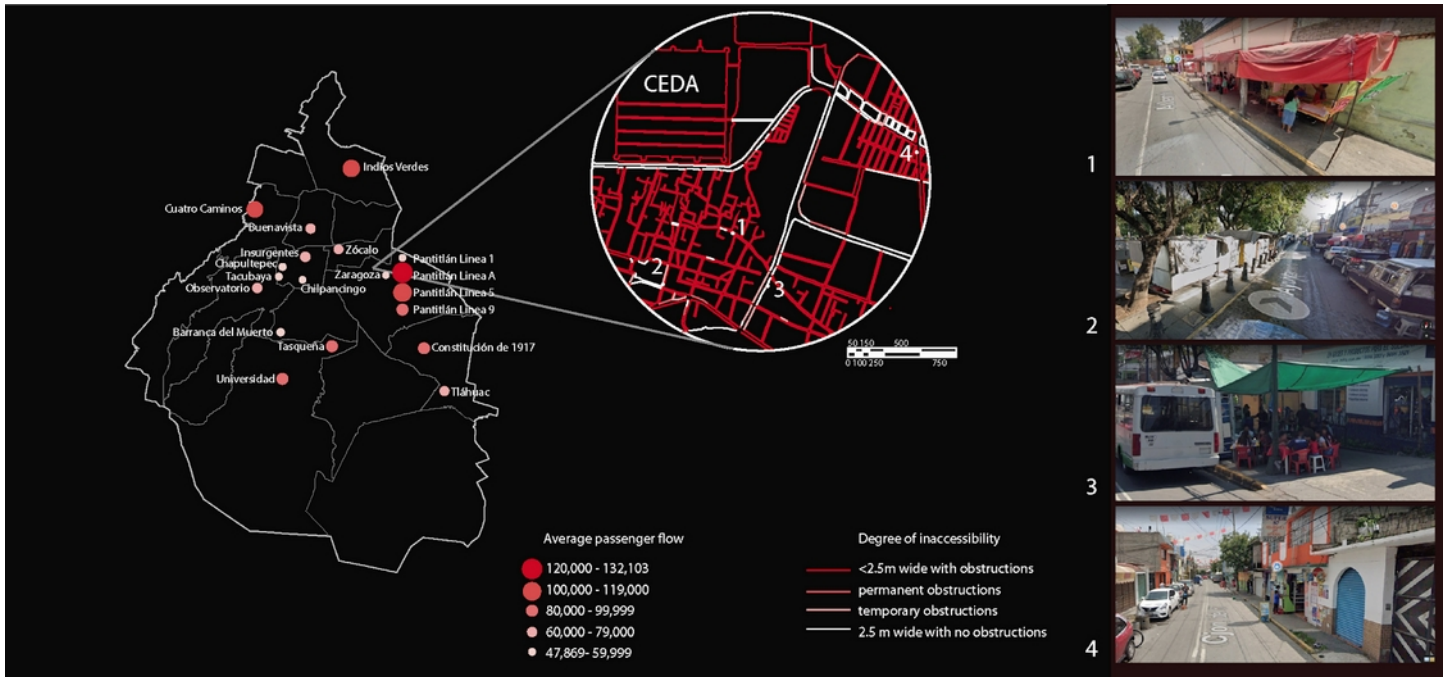 CEDA
1
2
3
4
Indios Verdes
Cuatro Caminos
Buenavista
Insurgentes
Zócalo
Chapultepec
Tacubaya
Zaragoza
Observatorio
Chilpancingo
Pantitlán Linea 1
Pantitlán Linea A
Pantitlán Linea 5
Pantitlán Linea 9
Barranca del Muerto
Tasqueña
Constitución de 1917
Universidad
Tláhuac
50 150 500
0 100 250 750
Average passenger flow
120,000 - 132,103
100,000 - 119,000
80,000 - 99,999
60,000 - 79,000
47,869- 59,999
Degree of inaccessibility
<2.5m wide with obstructions
permanent obstructions
temporary obstructions
2.5 m wide with no obstructions
1
2
3
4